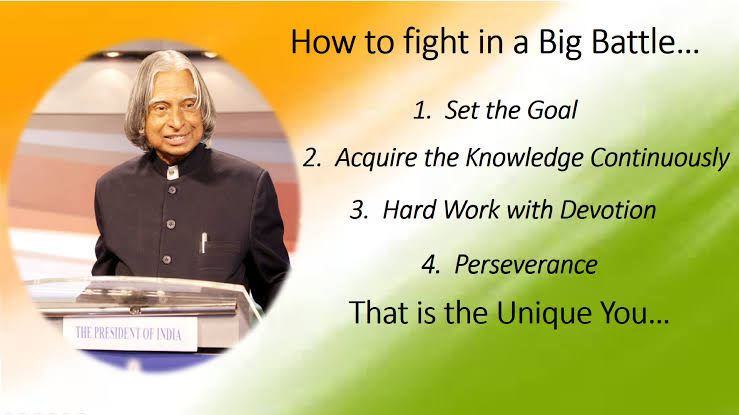 How to fight in a Big Battle...
1. Set the Goal
2. Acquire the Knowledge Continuously
3. Hard Work with Devotion
4. Perseverance
That is the Unique You...
THE PRESIDENT OF INDIA